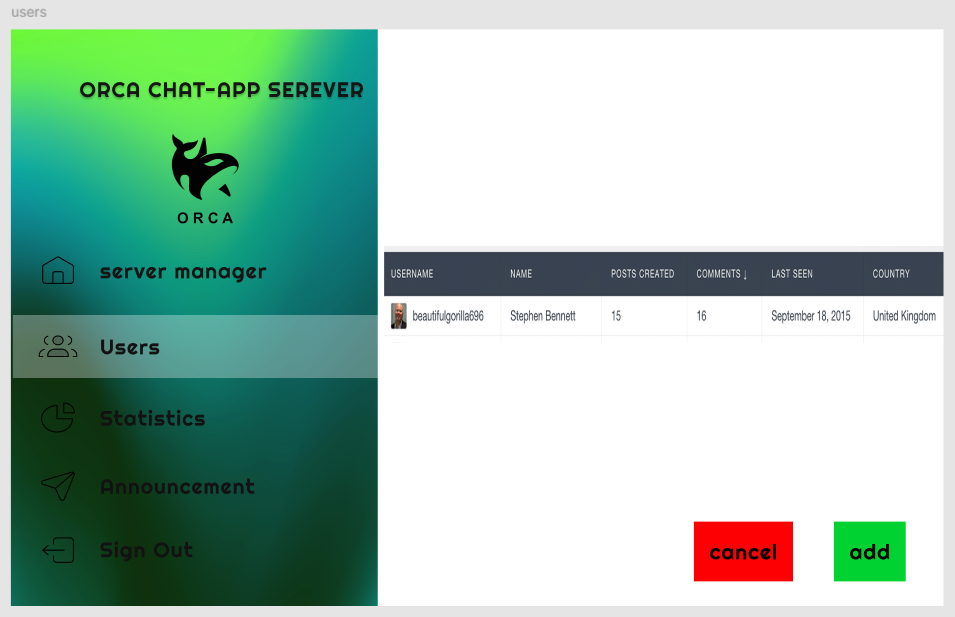 users
ORCA CHAT-APP SEREVER
ORCA
server manager
Users
Statistics
Announcement
Sign Out
USERNAME NAME POSTS CREATED COMMENTS ↓ LAST SEEN COUNTRY
beautifulgorilla696 Stephen Bennett 15 16 September 18, 2015 United Kingdom
cancel add